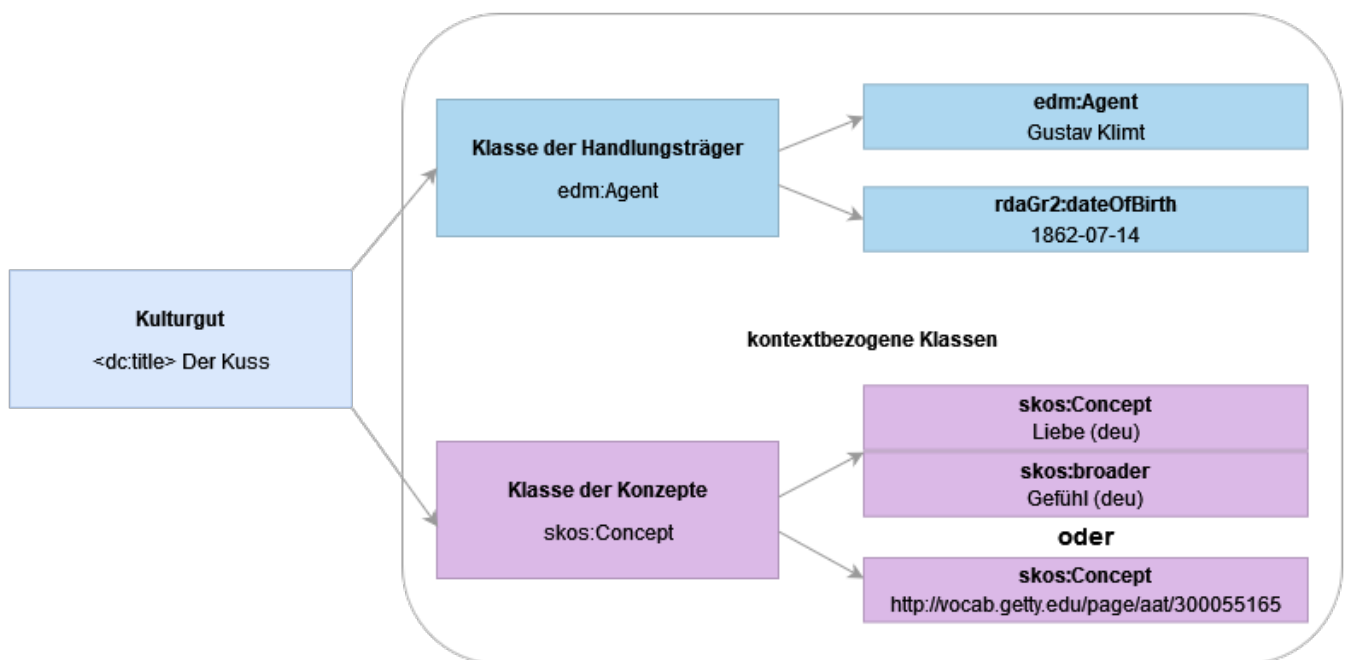 Kulturgut
<dc:title> Der Kuss
Klasse der Handlungsträger
edm:Agent
edm:Agent
Gustav Klimt
rdaGr2:dateOfBirth
1862-07-14
kontextbezogene Klassen
Klasse der Konzepte
skos:Concept
skos:Concept
Liebe (deu)
skos:broader
Gefühl (deu)
oder
skos:Concept
http://vocab.getty.edu/page/aat/300055165